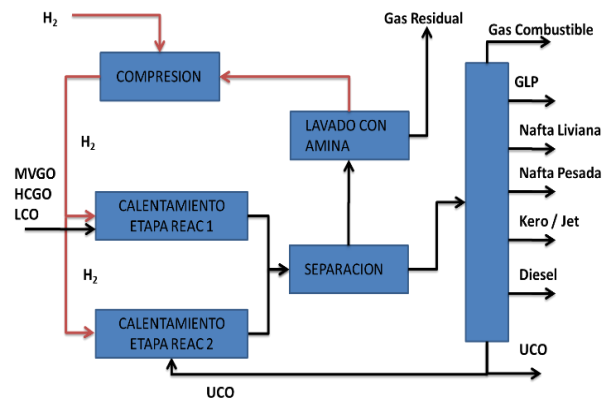 H2
Gas Residual
Gas Combustible
COMPRESION
GLP
LAVADO CON
AMINA
Nafta Liviana
H2
MVGO
HCGO
LCO
Nafta Pesada
CALENTAMIENTO
ETAPA REAC 1
Kero / Jet
SEPARACION
H2
Diesel
CALENTAMIENTO
ETAPA REAC 2
UCO
UCO